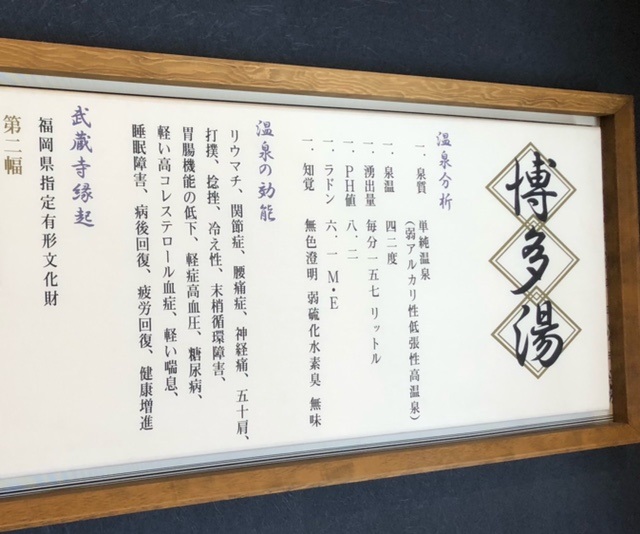 博多湯
温泉分析
一、泉質　単純温泉
（弱アルカリ性低張性高温泉）
一、泉温　四二度
一、湧出量　毎分一五七リットル
一、PH値　八．二
一、ラドン　六．一　M・E
一、知覚　無色澄明　弱硫化水素臭　無味
温泉の効能
リウマチ、関節症、腰痛症、神経痛、五十肩、
打撲、捻挫、冷え性、末梢循環障害、
胃腸機能の低下、軽症高血圧、糖尿病、
軽い高コレステロール血症、軽い喘息、
睡眠障害、病後回復、疲労回復、健康増進
武蔵寺縁起
福岡県指定有形文化財
第二幅